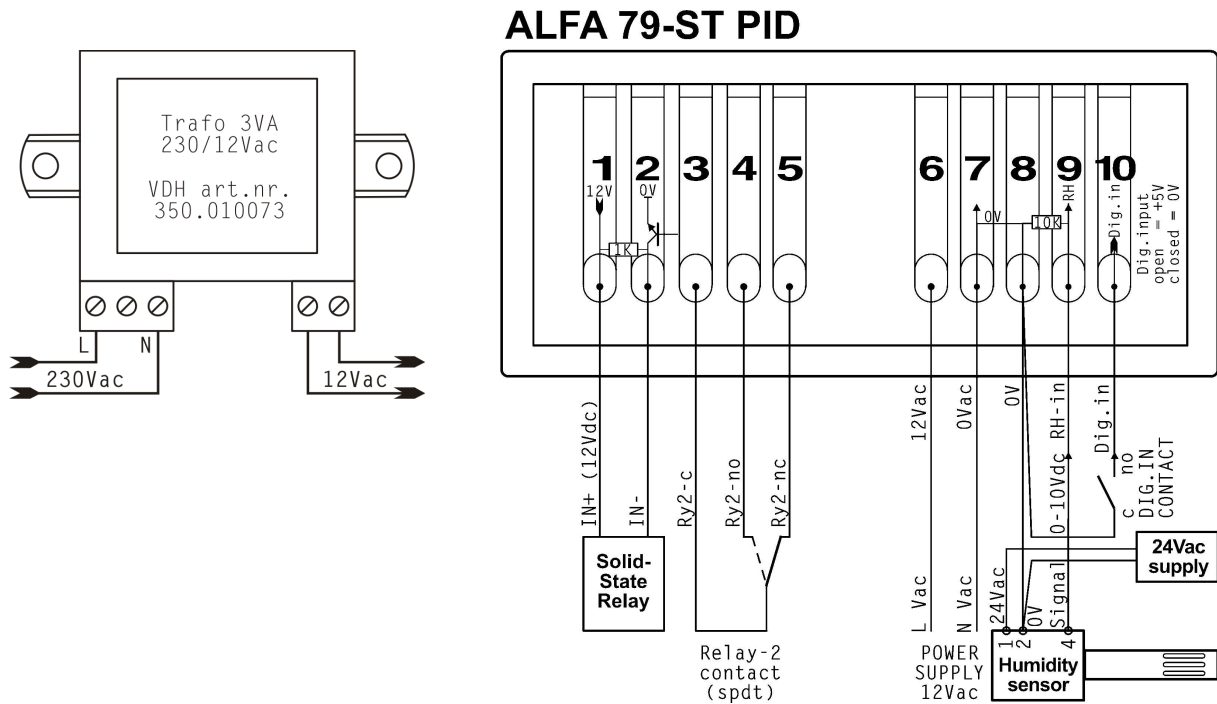 ALFA 79-ST PID
Trafo 3VA
230/12Vac
VDH art.nr.
350.010073
L
N
230Vac
12Vac
1
2
3
4
5
6
7
8
9
10
12V
0V
1K
0V
10K
RH
Dig.in
Dig.input
open = +5V
closed = 0V
IN+ (12Vdc)
IN-
Ry2-c
Ry2-no
Ry2-nc
12Vac
0Vac
0V
0-10Vdc RH-in
Dig.in
c no
DIG.IN
CONTACT
Solid-
State
Relay
Relay-2
contact
(spdt)
L Vac
N Vac
POWER
SUPPLY
12Vac
24Vac
0V
Signal
24Vac
supply
1
2
4
Humidity
sensor